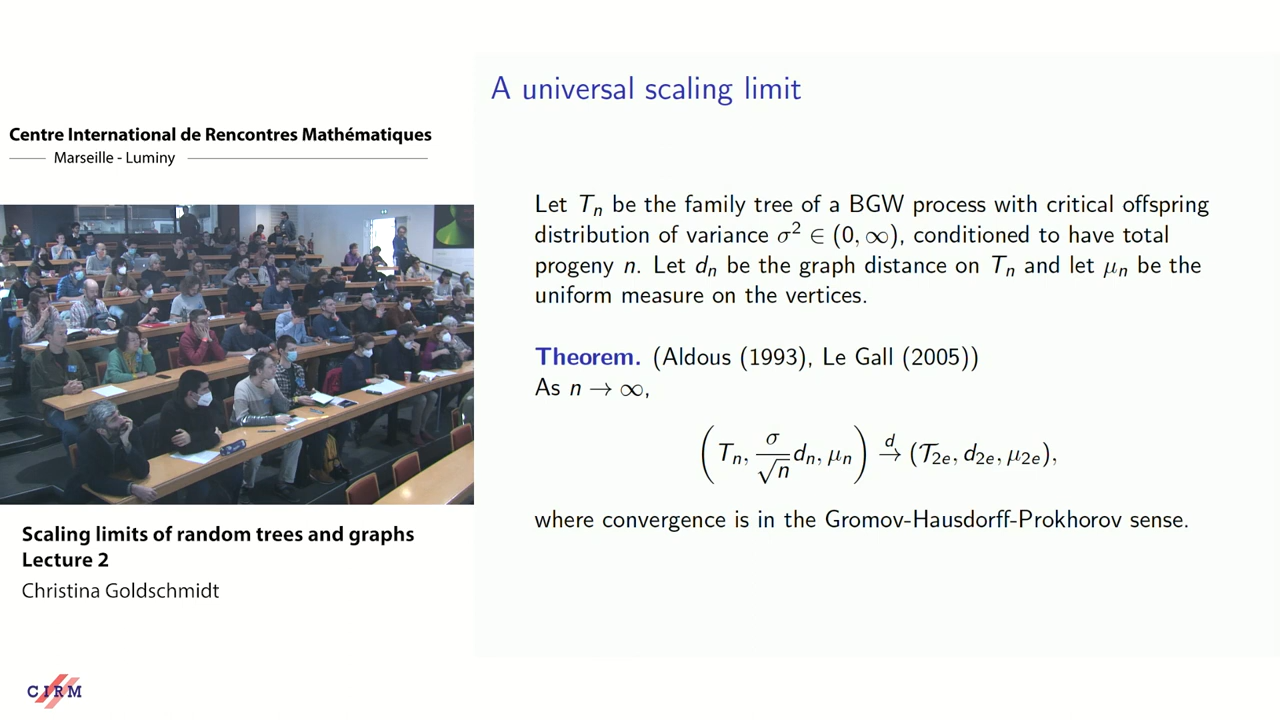 Centre International de Rencontres Mathématiques
Marseille - Luminy
Scaling limits of random trees and graphs
Lecture 2
Christina Goldschmidt
CIRM
A universal scaling limit
Let Tₙ be the family tree of a BGW process with critical offspring
distribution of variance σ² ∈ (0, ∞), conditioned to have total
progeny n. Let dₙ be the graph distance on Tₙ and let μₙ be the
uniform measure on the vertices.
Theorem. (Aldous (1993), Le Gall (2005))
As n → ∞,
(Tₙ, σ/√n dₙ, μₙ) →ᵈ (𝒯₂ₑ, d₂ₑ, μ₂ₑ),
where convergence is in the Gromov-Hausdorff-Prokhorov sense.